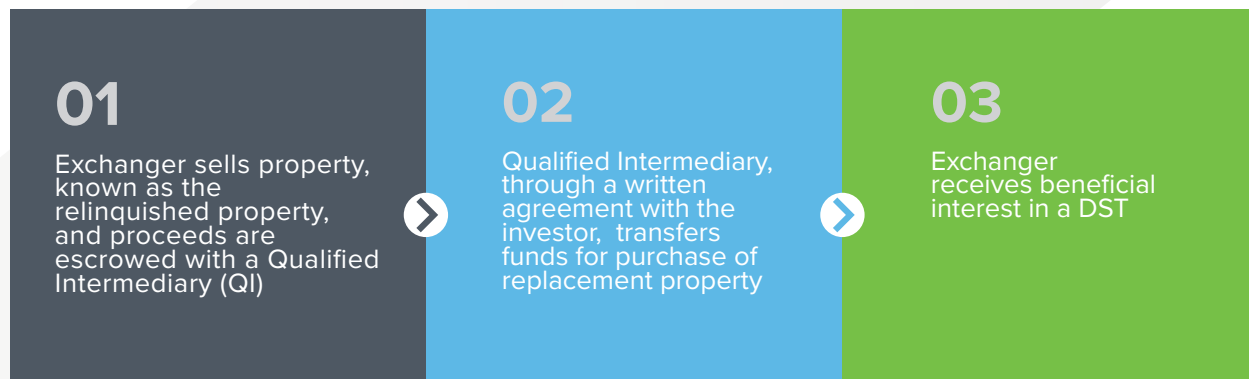 01
Exchanger sells property,
known as the
relinquished property,
and proceeds are
escrowed with a Qualified
Intermediary (QI)
02
Qualified Intermediary,
through a written
agreement with the
investor,  transfers
funds for purchase of
replacement property
03
Exchanger
receives beneficial
interest in a DST